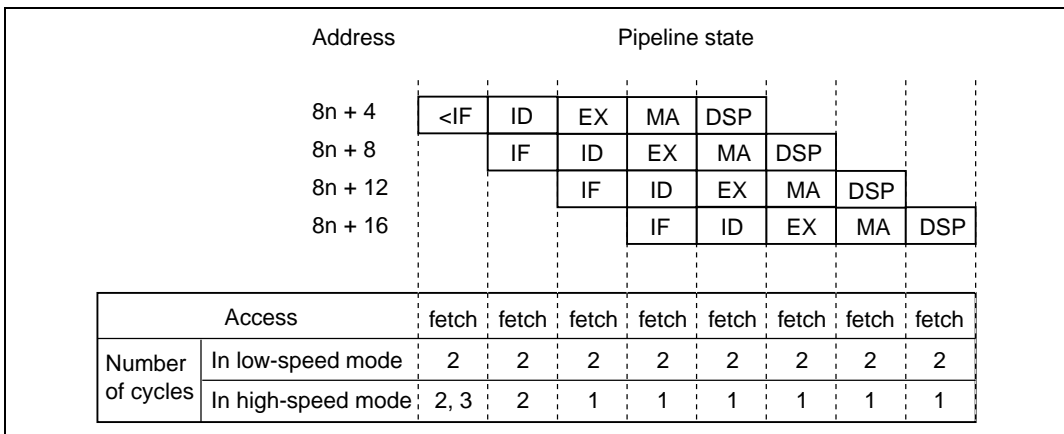 Address Pipeline state
8n + 4 <IF ID EX MA DSP
8n + 8 IF ID EX MA DSP
8n + 12 IF ID EX MA DSP
8n + 16 IF ID EX MA DSP
Access fetch fetch fetch fetch fetch fetch fetch fetch
Number of cycles In low-speed mode 2 2 2 2 2 2 2 2
In high-speed mode 2, 3 2 1 1 1 1 1 1